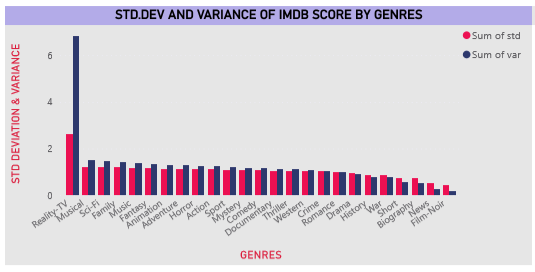 STD.DEV AND VARIANCE OF IMDB SCORE BY GENRES
Sum of std
Sum of var
STD DEVIATION & VARIANCE
6
4
2
0
Reality-TV
Musical
Sci-Fi
Family
Music
Fantasy
Animation
Adventure
Horror
Action
Sport
Mystery
Comedy
Documentary
Thriller
Western
Crime
Romance
Drama
History
War
Short
Biography
News
Film-Noir
GENRES